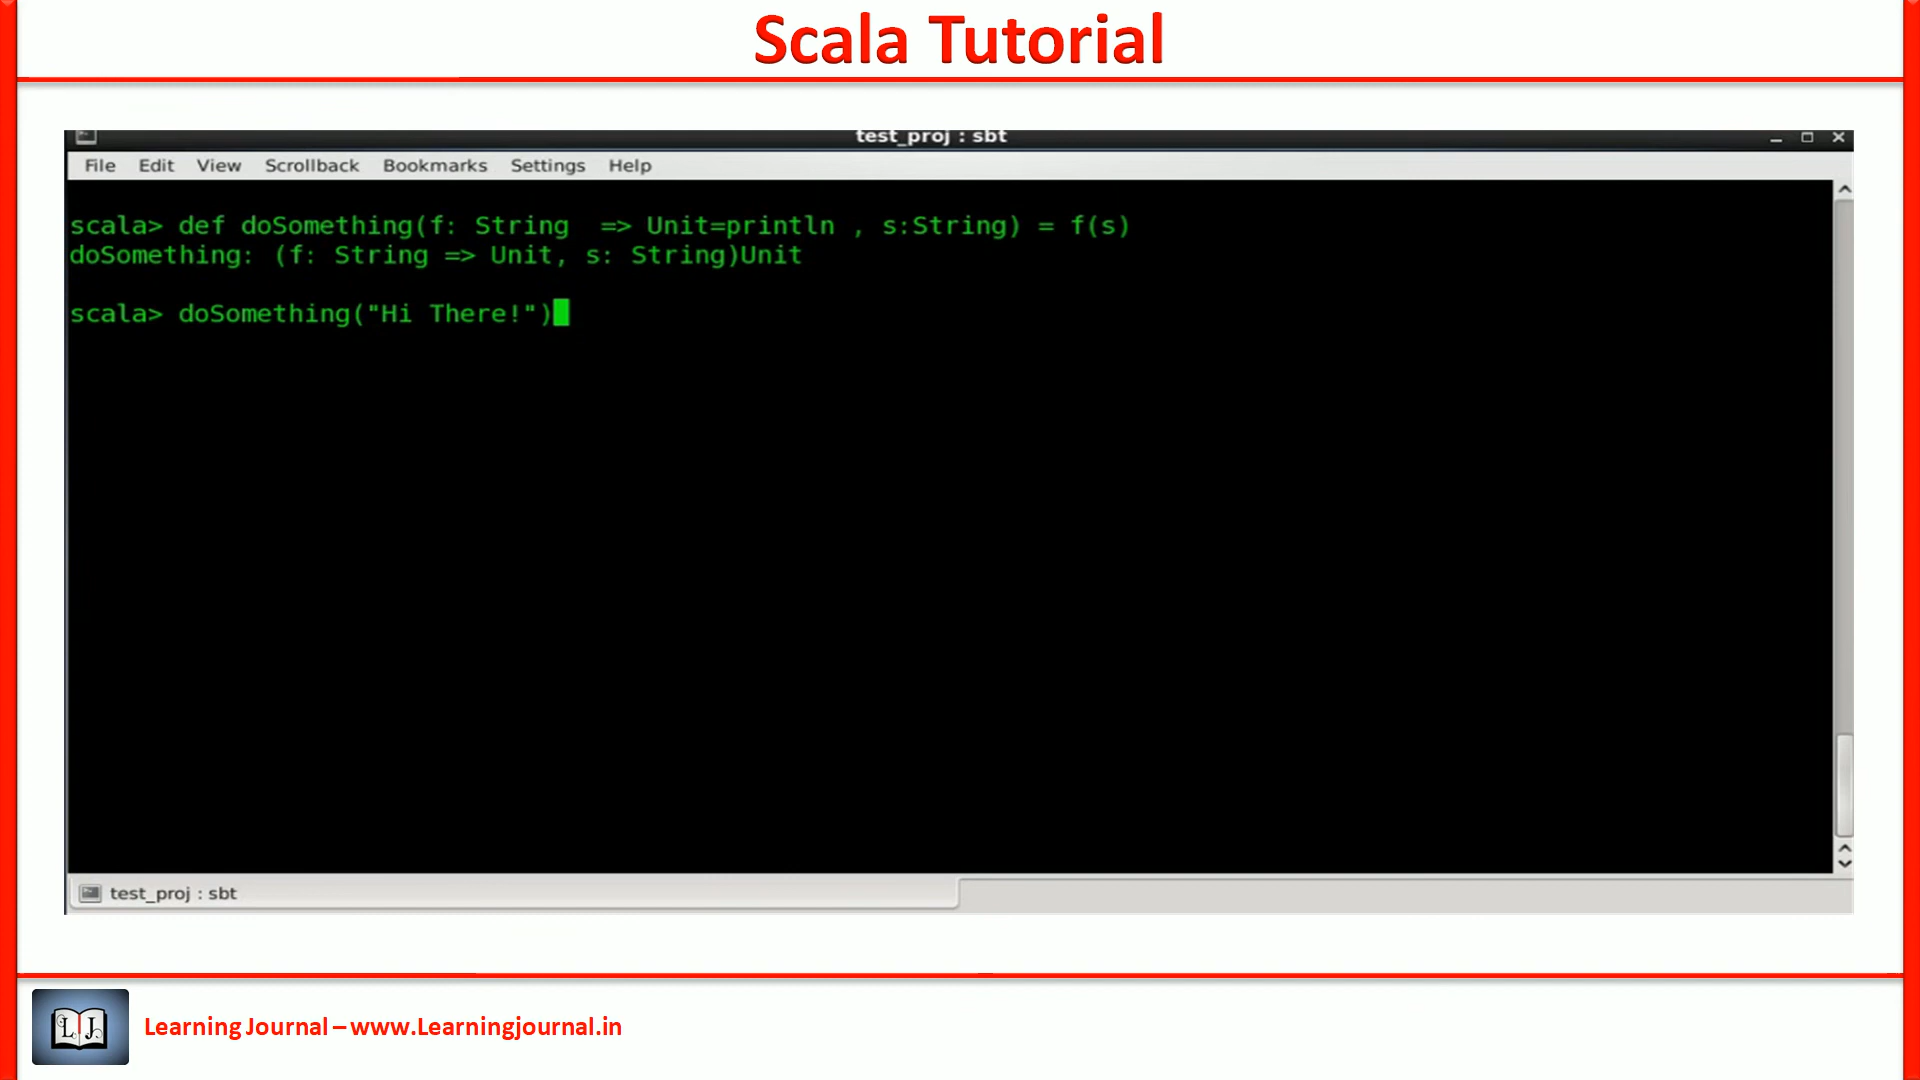 Scala Tutorial
test_proj : sbt
File Edit View Scrollback Bookmarks Settings Help
scala> def doSomething(f: String  => Unit=println , s:String) = f(s)
doSomething: (f: String => Unit, s: String)Unit
scala> doSomething("Hi There!")
test_proj : sbt
LJ
Learning Journal – www.Learningjournal.in